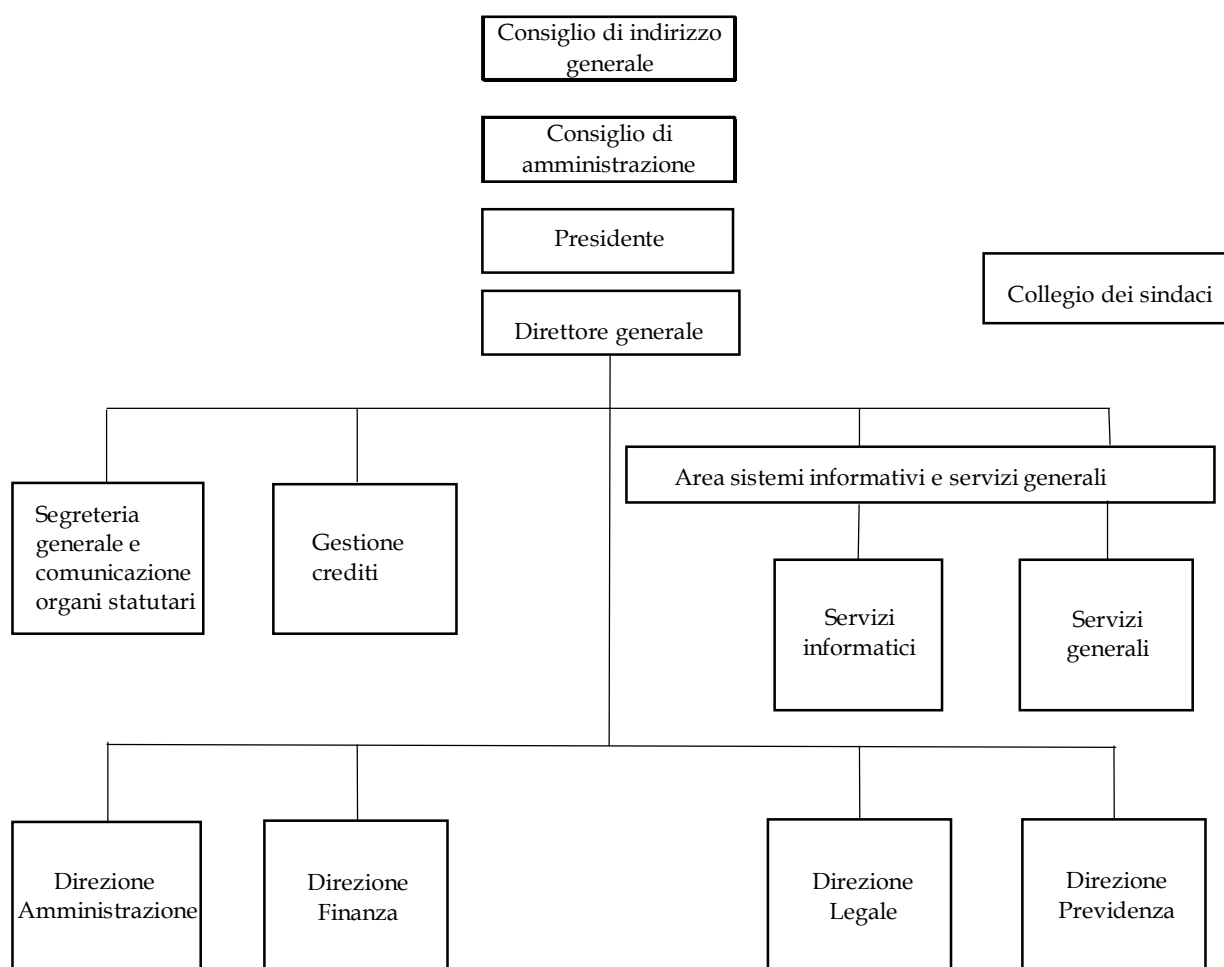 Consiglio di indirizzo
generale
Consiglio di
amministrazione
Presidente
Collegio dei sindaci
Direttore generale
Area sistemi informativi e servizi generali
Segreteria
generale e
comunicazione
organi statutari
Gestione
crediti
Servizi
informatici
Servizi
generali
Direzione
Amministrazione
Direzione
Finanza
Direzione
Legale
Direzione
Previdenza